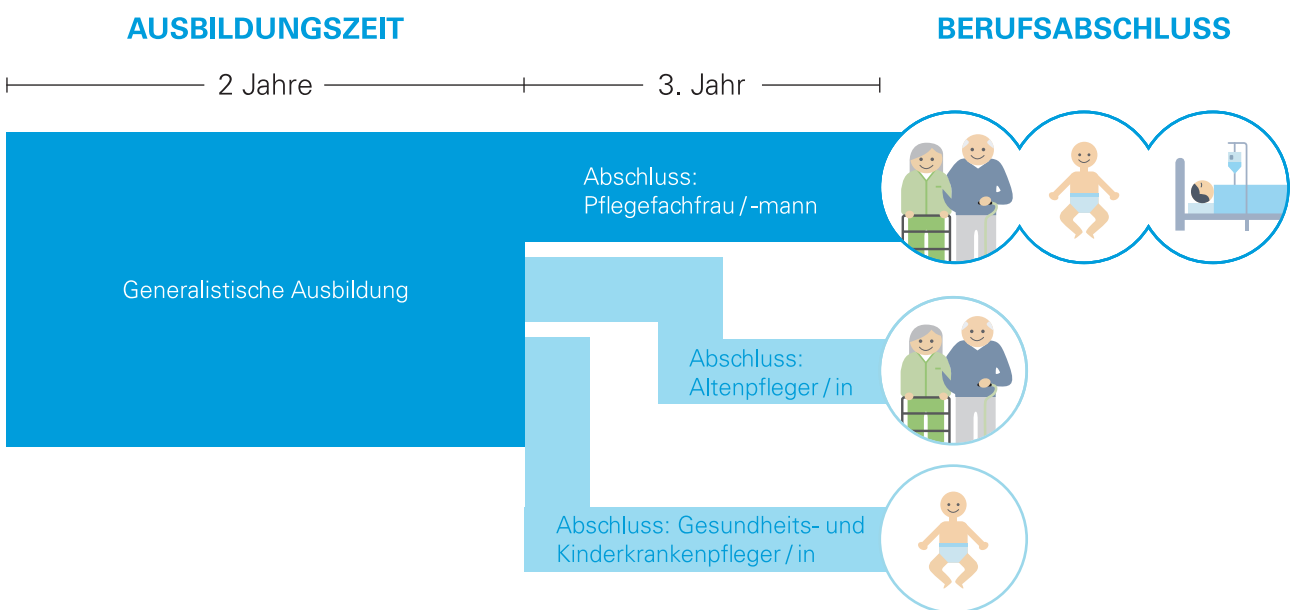 AUSBILDUNGSZEIT
BERUFSABSCHLUSS
2 Jahre
3. Jahr
Abschluss:
Pflegefachfrau / -mann
Generalistische Ausbildung
Abschluss:
Altenpfleger / in
Abschluss: Gesundheits- und
Kinderkrankenpfleger / in